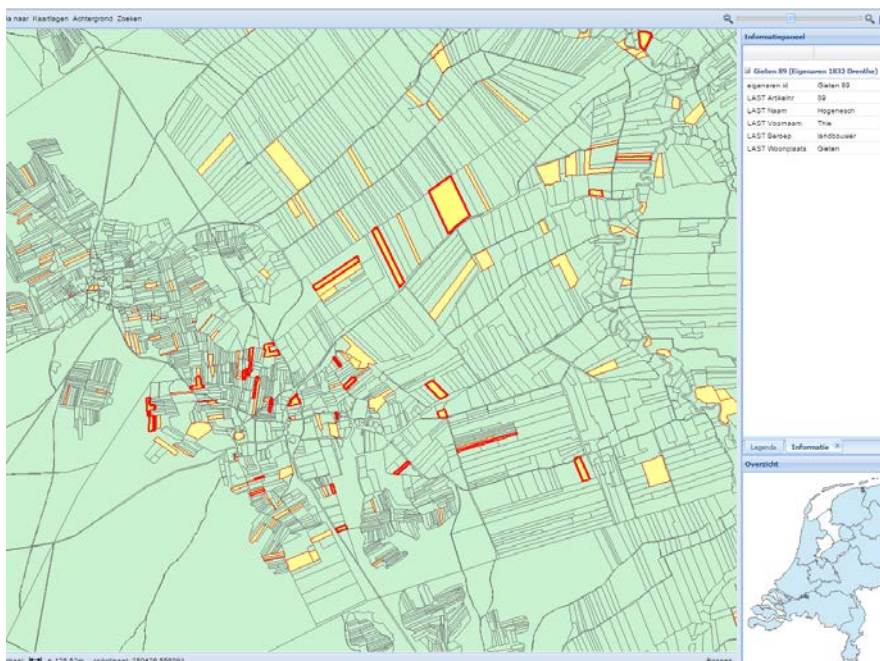 naar Kaartlagen Achtergrond Zoeken
Informatiepaneel
Gieten 89 (Eigenaren 1832 Drenthe)
eigenaren id Gieten 89
LAST Artikelnr 89
LAST Naam Hogenesch
LAST Voornaam Thie
LAST Beroep landbouwer
LAST Woonplaats Gieten
Legenda Informatie
Overzicht